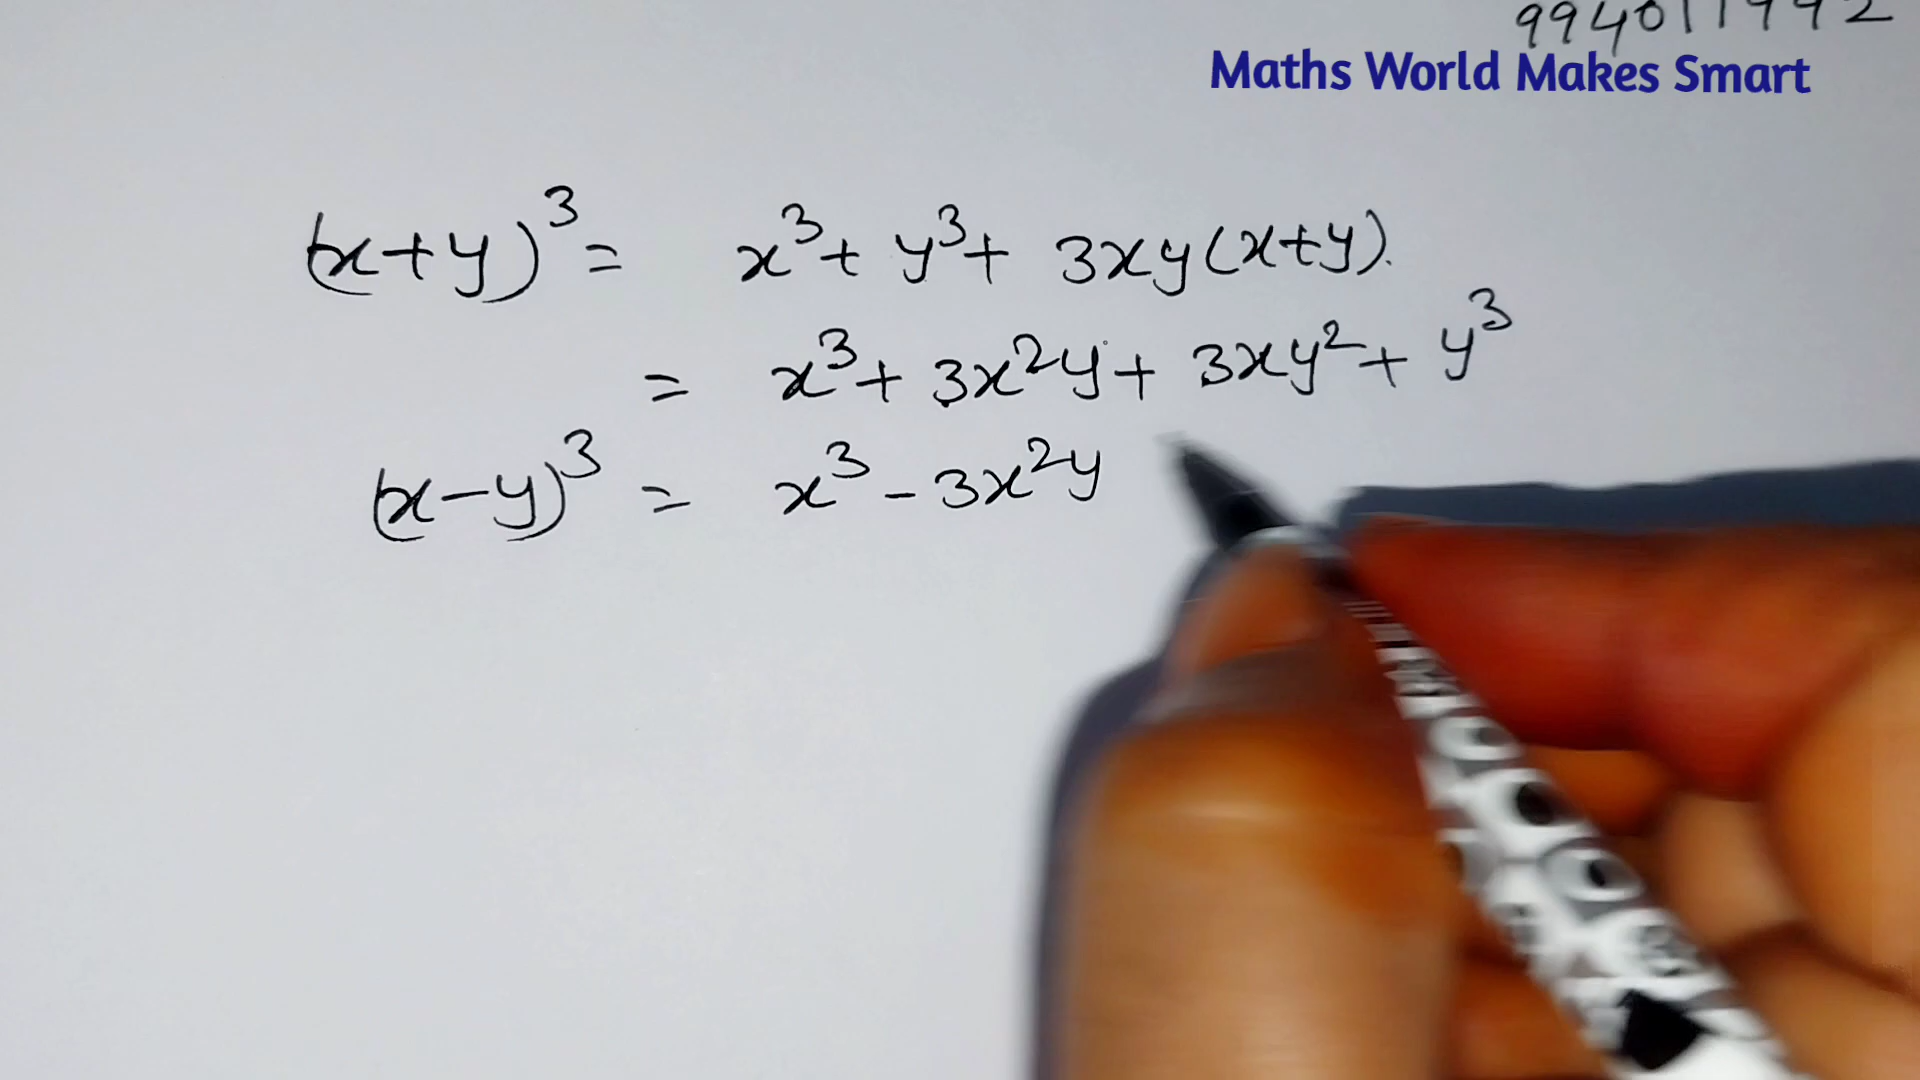 Maths World Makes Smart
(x+y)³ = x³ + y³ + 3xy(x+y).
= x³ + 3x²y + 3xy² + y³
(x-y)³ = x³ - 3x²y